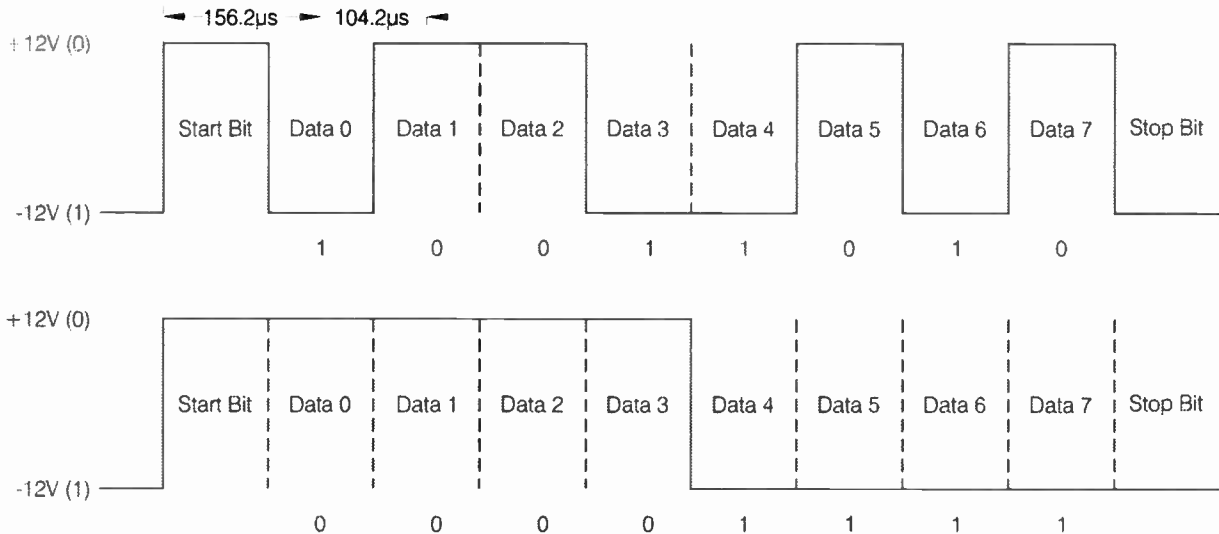 156.2µs 104.2µs
+12V (0)
Start Bit Data 0 Data 1 Data 2 Data 3 Data 4 Data 5 Data 6 Data 7 Stop Bit
-12V (1)
1 0 0 1 1 0 1 0
+12V (0)
Start Bit Data 0 Data 1 Data 2 Data 3 Data 4 Data 5 Data 6 Data 7 Stop Bit
-12V (1)
0 0 0 0 1 1 1 1